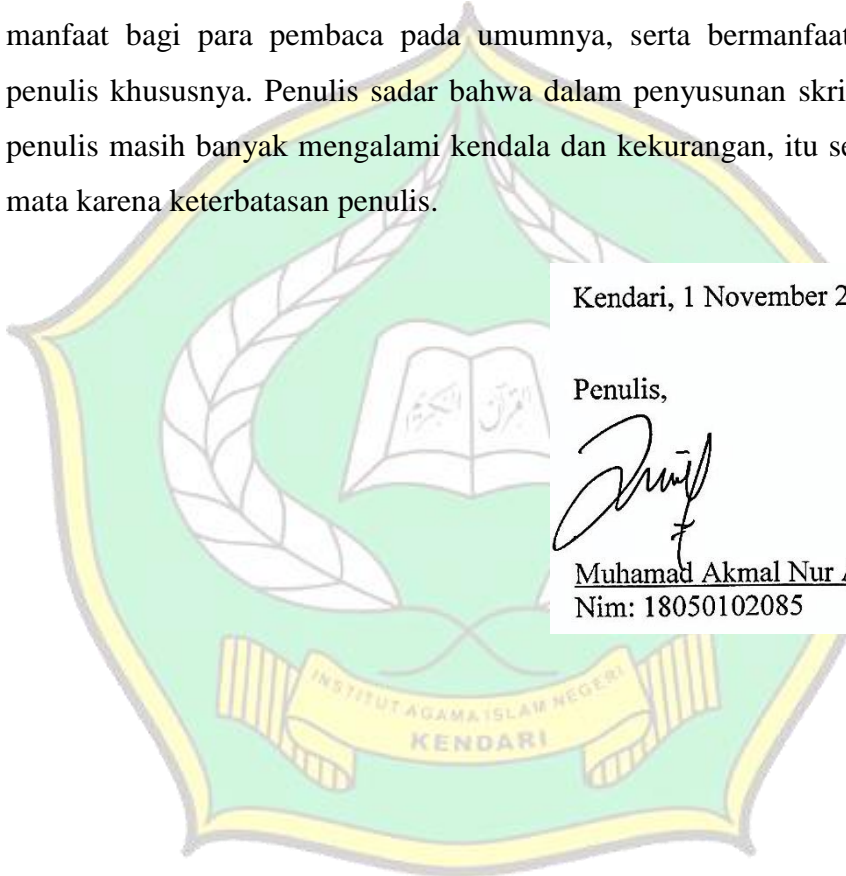 manfaat bagi para pembaca pada umumnya, serta bermanfaat
penulis khususnya. Penulis sadar bahwa dalam penyusunan skri
penulis masih banyak mengalami kendala dan kekurangan, itu se
mata karena keterbatasan penulis.
Kendari, 1 November 2
Penulis,
Muhamad Akmal Nur A
Nim: 18050102085
القرآن الكريم
INSTITUT AGAMA ISLAM NEGERI
KENDARI